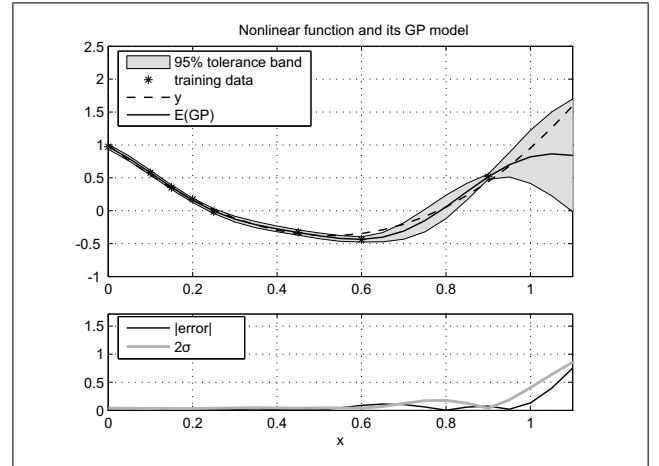 Nonlinear function and its GP model
2.5
2
1.5
1
0.5
0
-0.5
-1
95% tolerance band
training data
y
E(GP)
0 0.2 0.4 0.6 0.8 1
1.5
1
0.5
0
|error|
2σ
0 0.2 0.4 0.6 0.8 1
x